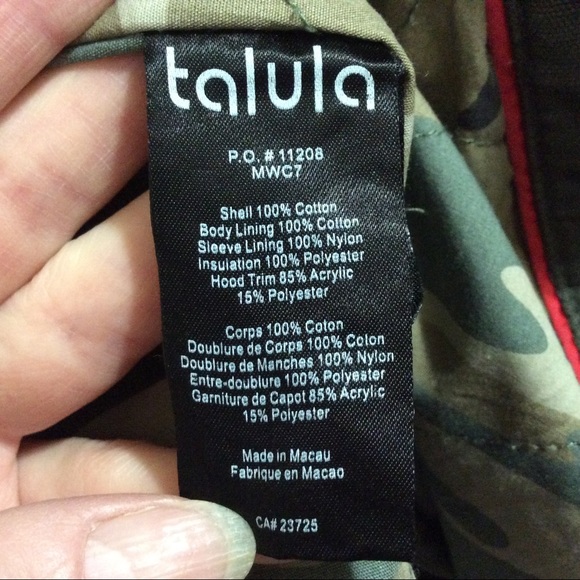 talula
P.O. # 11208
MWC7
Shell 100% Cotton
Body Lining 100% Cotton
Sleeve Lining 100% Nylon
Insulation 100% Polyester
Hood Trim 85% Acrylic
15% Polyester
Corps 100% Coton
Doublure de Corps 100% Coton
Doublure de Manches 100% Nylon
Entre-doublure 100% Polyester
Garniture de Capot 85% Acrylic
15% Polyester
Made in Macau
Fabrique en Macao
CA# 23725